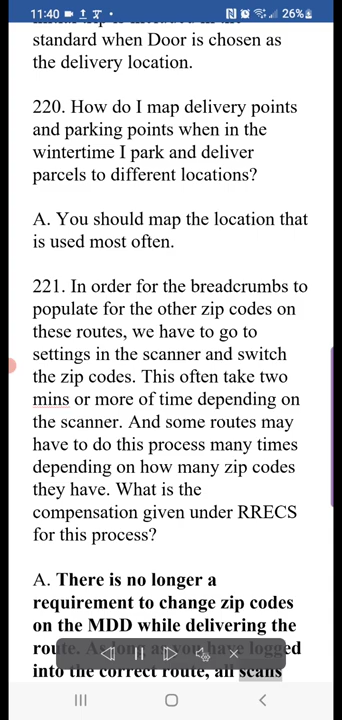 11:40
26%
standard when Door is chosen as
the delivery location.
220. How do I map delivery points
and parking points when in the
wintertime I park and deliver
parcels to different locations?
A. You should map the location that
is used most often.
221. In order for the breadcrumbs to
populate for the other zip codes on
these routes, we have to go to
settings in the scanner and switch
the zip codes. This often take two
mins or more of time depending on
the scanner. And some routes may
have to do this process many times
depending on how many zip codes
they have. What is the
compensation given under RRECS
for this process?
A. There is no longer a
requirement to change zip codes
on the MDD while delivering the
route. As long as you have logged
into the correct route, all scans